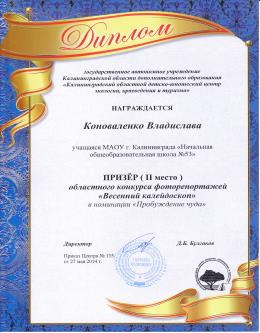 Диплом
государственное автономное учреждение
Калининградской области дополнительного образования
«Калининградский областной детско-юношеский центр
экологии, краеведения и туризма»
НАГРАЖДАЕТСЯ
Коноваленко Владислава
учащаяся МАОУ г. Калининграда «Начальная
общеобразовательная школа №53»
ПРИЗЁР ( II место )
областного конкурса фоторепортажей
«Весенний калейдоскоп»
в номинации «Пробуждение чуда»
Директор Д.Б. Булгаков
Приказ Центра № 135
от 27 мая 2014 г.